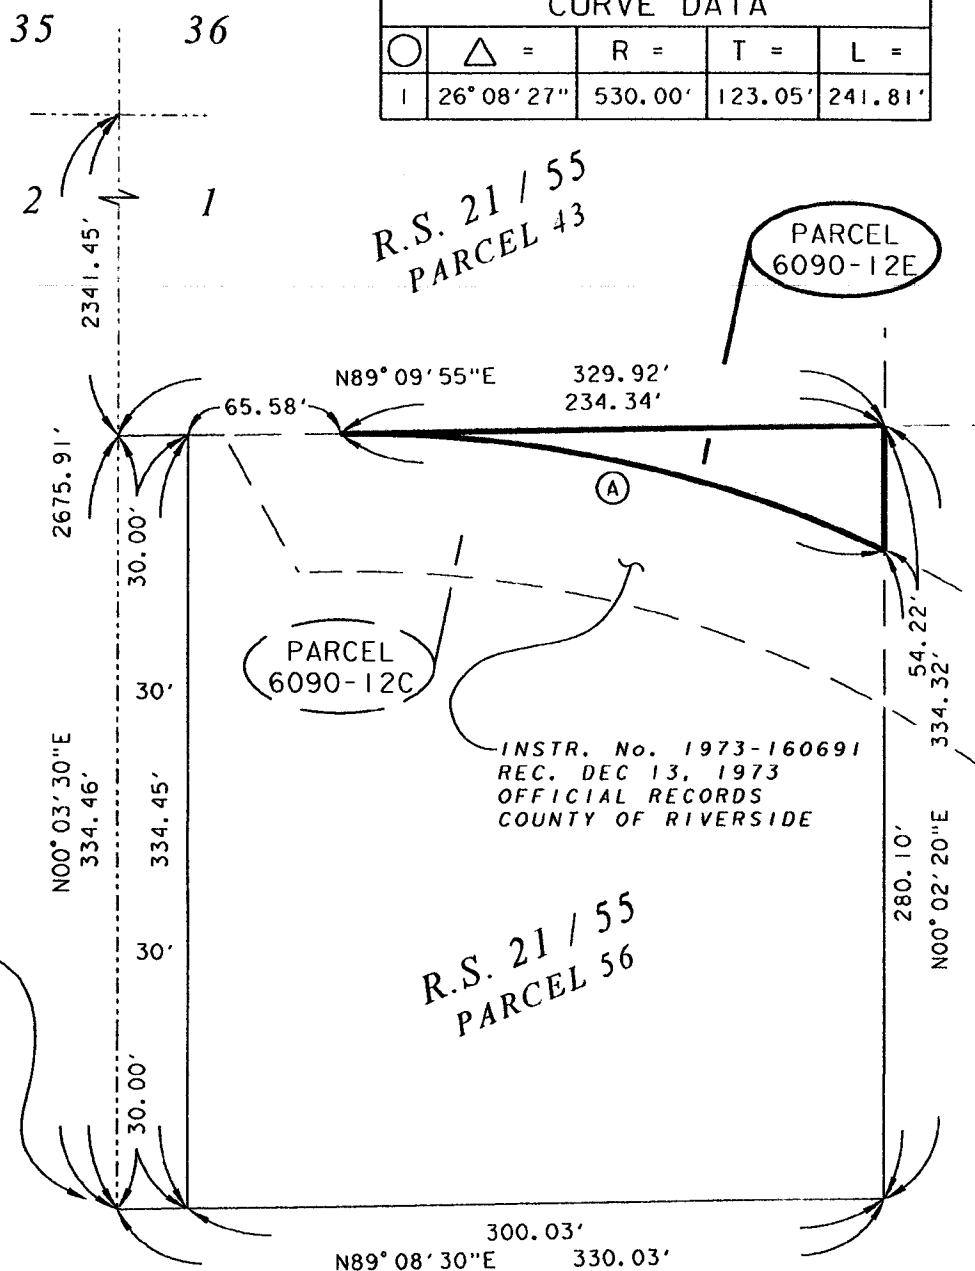 CURVE DATA
△ = R = T = L =
1 26°08'27" 530.00' 123.05' 241.81'
35 36
2 1
R.S. 21 / 55
PARCEL 43
PARCEL
6090-12E
2341.45'
N89°09'55"E 329.92'
65.58' 234.34'
2675.91'
30.00'
A
PARCEL
6090-12C
54.22'
334.32'
30'
INSTR. No. 1973-160691
REC. DEC 13, 1973
OFFICIAL RECORDS
COUNTY OF RIVERSIDE
N00°03'30"E
334.46'
334.45'
280.10'
N00°02'20"E
R.S. 21 / 55
PARCEL 56
30'
30.00'
300.03'
N89°08'30"E 330.03'